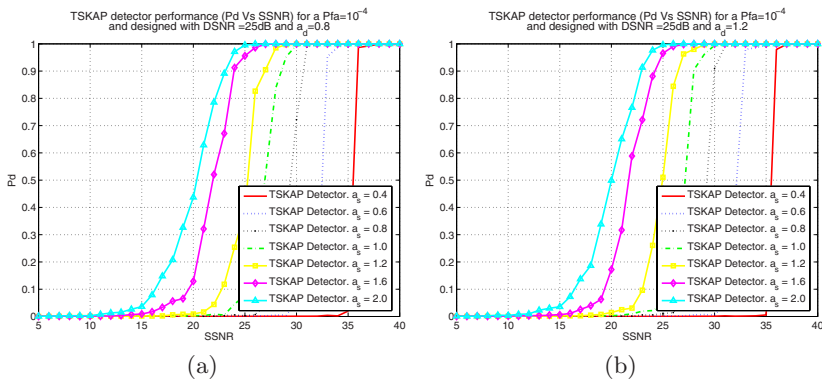 TSKAP detector performance (Pd Vs SSNR) for a Pfa=10⁻⁴
and designed with DSNR =25dB and a_d=0.8
1
0.9
0.8
0.7
0.6
0.5
0.4
0.3
0.2
0.1
0
Pd
5 10 15 20 25 30 35 40
SSNR
TSKAP Detector. a_s = 0.4
TSKAP Detector. a_s = 0.6
TSKAP Detector. a_s = 0.8
TSKAP Detector. a_s = 1.0
TSKAP Detector. a_s = 1.2
TSKAP Detector. a_s = 1.6
TSKAP Detector. a_s = 2.0
(a)
TSKAP detector performance (Pd Vs SSNR) for a Pfa=10⁻⁴
and designed with DSNR =25dB and a_d=1.2
1
0.9
0.8
0.7
0.6
0.5
0.4
0.3
0.2
0.1
0
Pd
5 10 15 20 25 30 35 40
SSNR
TSKAP Detector. a_s = 0.4
TSKAP Detector. a_s = 0.6
TSKAP Detector. a_s = 0.8
TSKAP Detector. a_s = 1.0
TSKAP Detector. a_s = 1.2
TSKAP Detector. a_s = 1.6
TSKAP Detector. a_s = 2.0
(b)